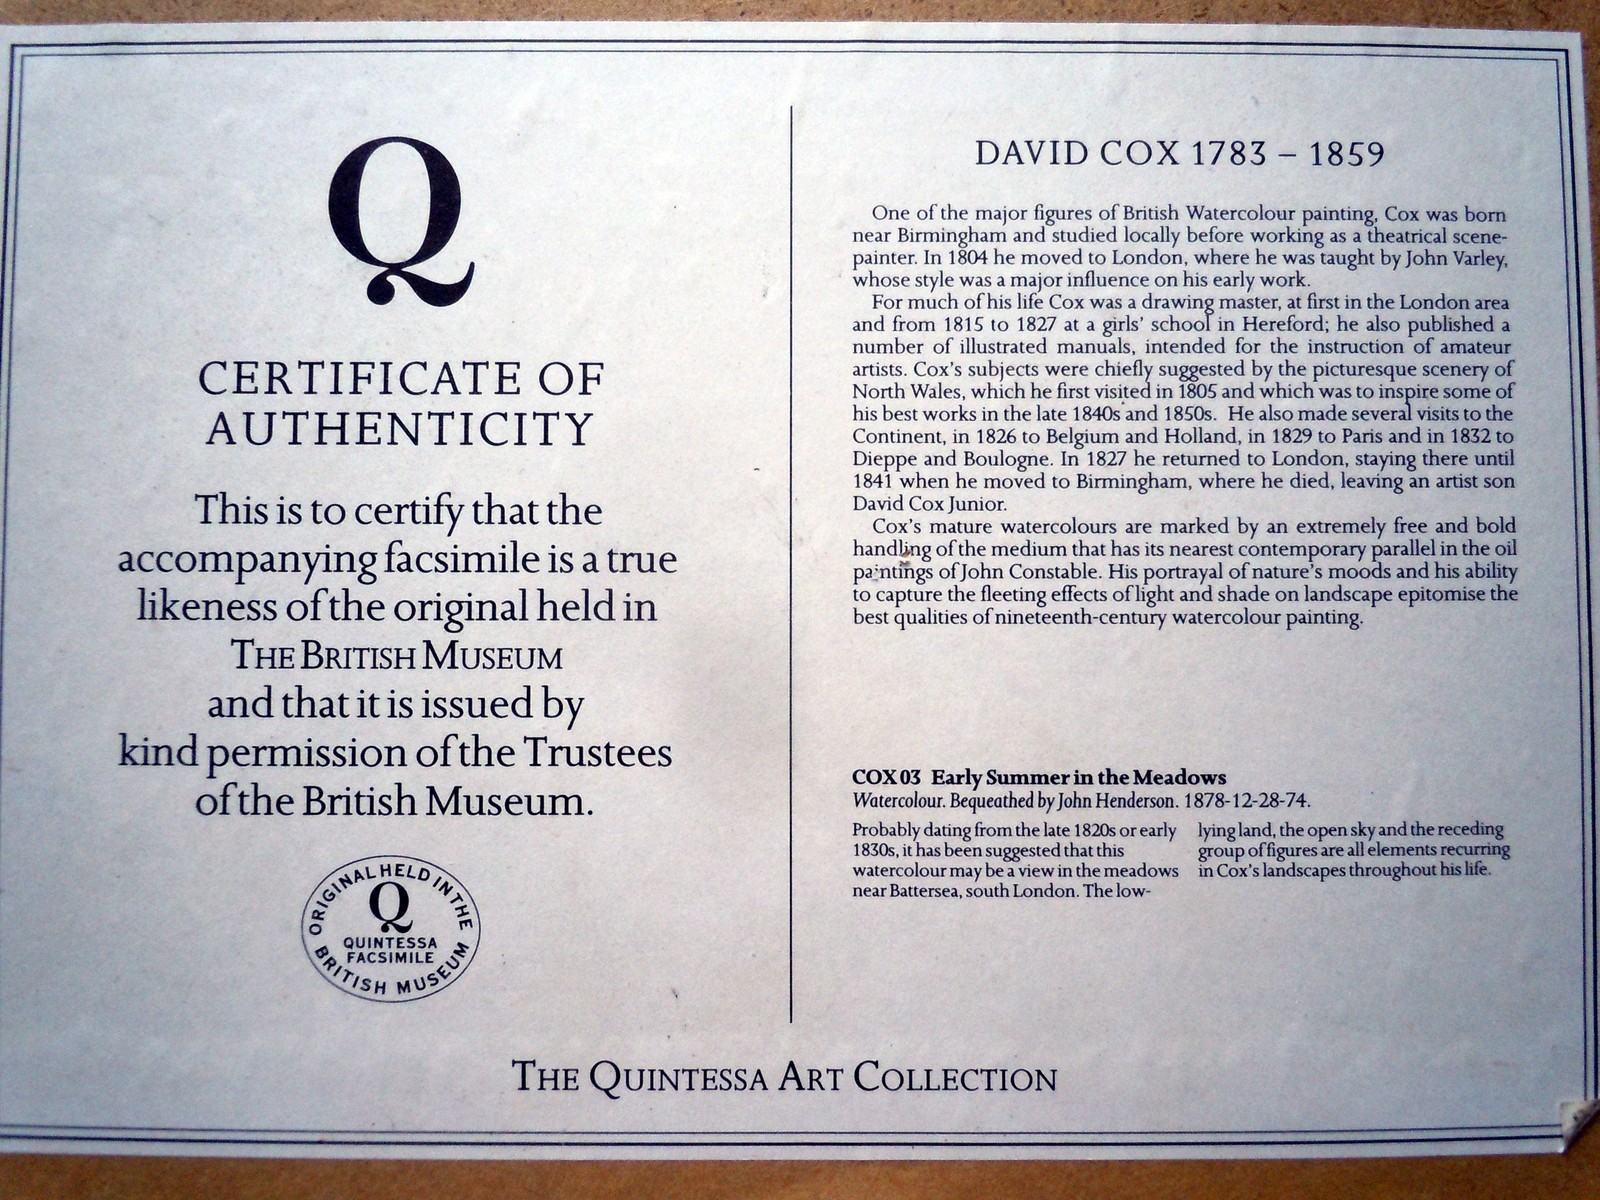 Q
CERTIFICATE OF
AUTHENTICITY
This is to certify that the
accompanying facsimile is a true
likeness of the original held in
THE BRITISH MUSEUM
and that it is issued by
kind permission of the Trustees
of the British Museum.
ORIGINAL HELD IN THE
Q
QUINTESSA
FACSIMILE
BRITISH MUSEUM
DAVID COX 1783 – 1859
One of the major figures of British Watercolour painting, Cox was born
near Birmingham and studied locally before working as a theatrical scene-
painter. In 1804 he moved to London, where he was taught by John Varley,
whose style was a major influence on his early work.
For much of his life Cox was a drawing master, at first in the London area
and from 1815 to 1827 at a girls' school in Hereford; he also published a
number of illustrated manuals, intended for the instruction of amateur
artists. Cox's subjects were chiefly suggested by the picturesque scenery of
North Wales, which he first visited in 1805 and which was to inspire some of
his best works in the late 1840s and 1850s. He also made several visits to the
Continent, in 1826 to Belgium and Holland, in 1829 to Paris and in 1832 to
Dieppe and Boulogne. In 1827 he returned to London, staying there until
1841 when he moved to Birmingham, where he died, leaving an artist son
David Cox Junior.
Cox's mature watercolours are marked by an extremely free and bold
handling of the medium that has its nearest contemporary parallel in the oil
paintings of John Constable. His portrayal of nature's moods and his ability
to capture the fleeting effects of light and shade on landscape epitomise the
best qualities of nineteenth-century watercolour painting.
COX 03 Early Summer in the Meadows
Watercolour. Bequeathed by John Henderson. 1878-12-28-74.
Probably dating from the late 1820s or early
1830s, it has been suggested that this
watercolour may be a view in the meadows
near Battersea, south London. The low-
lying land, the open sky and the receding
group of figures are all elements recurring
in Cox's landscapes throughout his life.
THE QUINTESSA ART COLLECTION